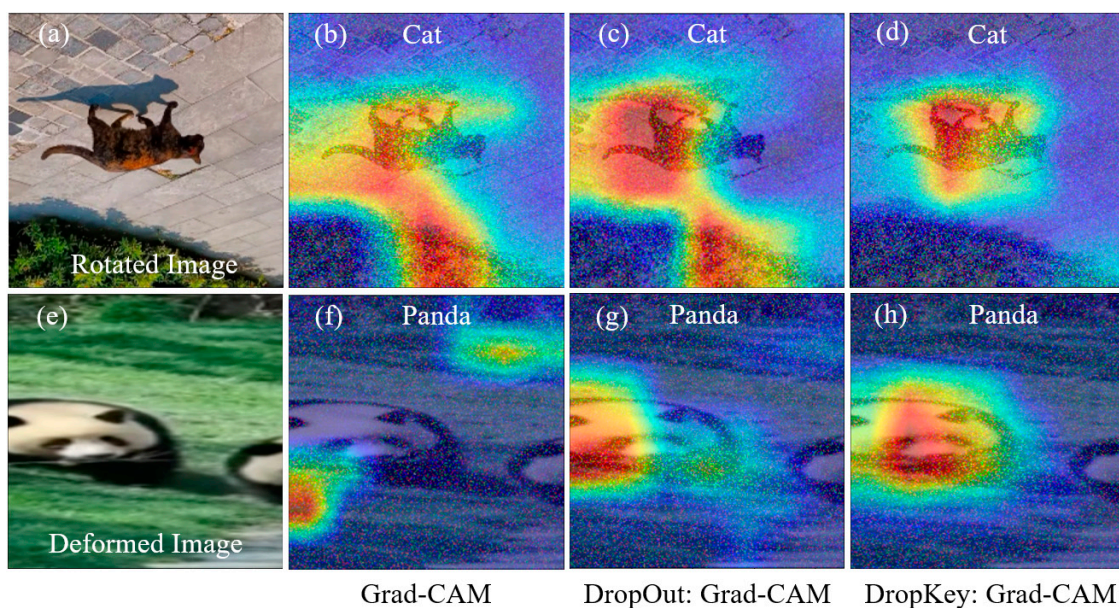 (a)
(b) Cat
(c) Cat
(d) Cat
Rotated Image
(e)
(f) Panda
(g) Panda
(h) Panda
Deformed Image
Grad-CAM
DropOut: Grad-CAM
DropKey: Grad-CAM